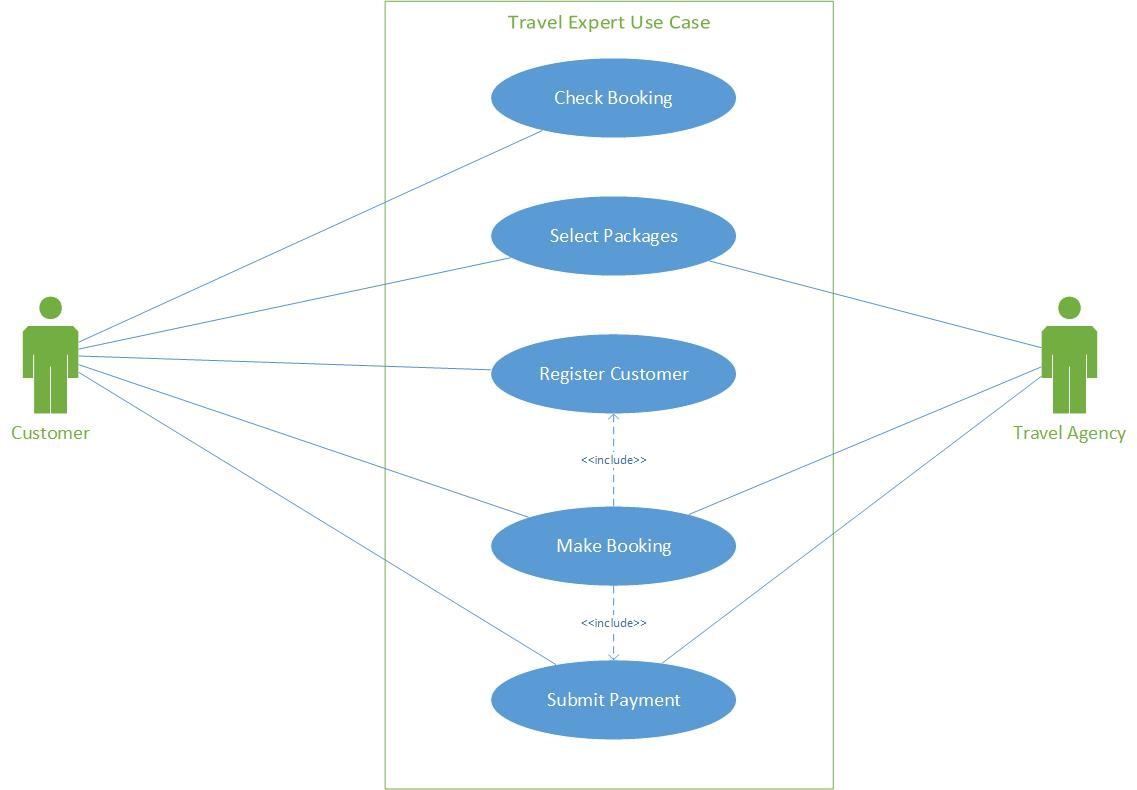 Travel Expert Use Case
Check Booking
Select Packages
Register Customer
Customer
Travel Agency
<<include>>
Make Booking
<<include>>
Submit Payment